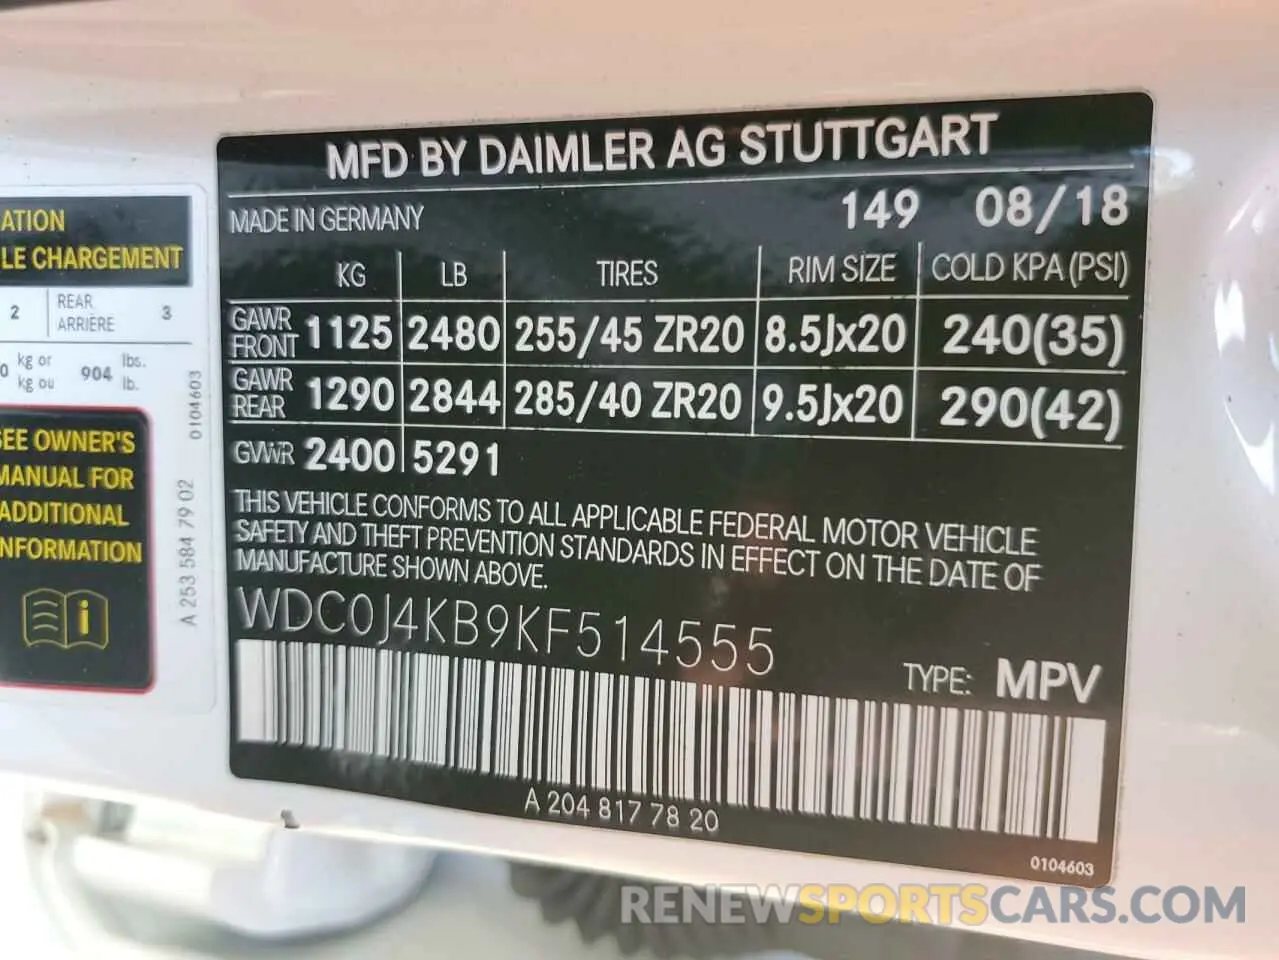 MFD BY DAIMLER AG STUTTGART
MADE IN GERMANY 149 08/18
KG LB TIRES RIM SIZE COLD KPA (PSI)
GAWR FRONT 1125 2480 255/45 ZR20 8.5Jx20 240(35)
GAWR REAR 1290 2844 285/40 ZR20 9.5Jx20 290(42)
GVWR 2400 5291
THIS VEHICLE CONFORMS TO ALL APPLICABLE FEDERAL MOTOR VEHICLE
SAFETY AND THEFT PREVENTION STANDARDS IN EFFECT ON THE DATE OF
MANUFACTURE SHOWN ABOVE.
WDC0J4KB9KF514555
TYPE: MPV
A 204 817 78 20
0104603
ATION
LE CHARGEMENT
2 REAR ARRIÈRE 3
0 kg or 904 lbs.
kg ou lb.
SEE OWNER'S
MANUAL FOR
ADDITIONAL
INFORMATION
0104603
A 253 584 79 02
RENEWSPORTSCARS.COM